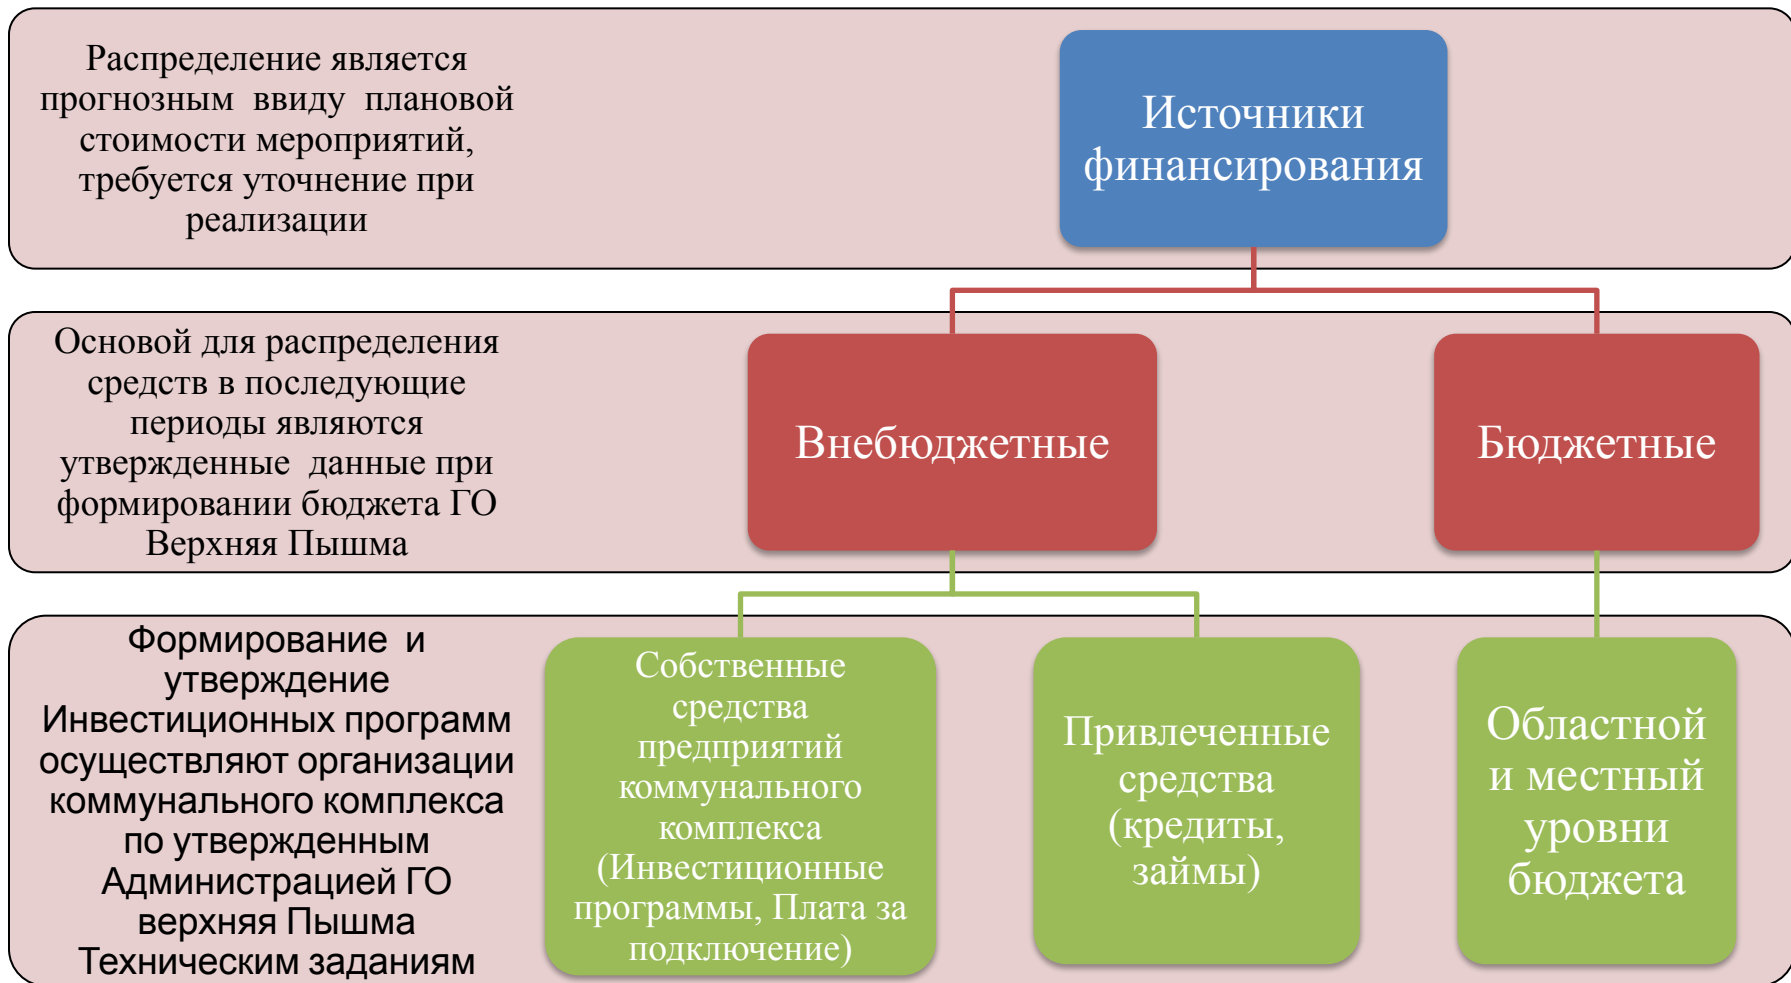 Распределение является
прогнозным ввиду плановой
стоимости мероприятий,
требуется уточнение при
реализации
Источники
финансирования
Основой для распределения
средств в последующие
периоды являются
утвержденные данные при
формировании бюджета ГО
Верхняя Пышма
Внебюджетные
Бюджетные
Формирование и
утверждение
Инвестиционных программ
осуществляют организации
коммунального комплекса
по утвержденным
Администрацией ГО
верхняя Пышма
Техническим заданиям
Собственные
средства
предприятий
коммунального
комплекса
(Инвестиционные
программы, Плата за
подключение)
Привлеченные
средства
(кредиты,
займы)
Областной
и местный
уровни
бюджета